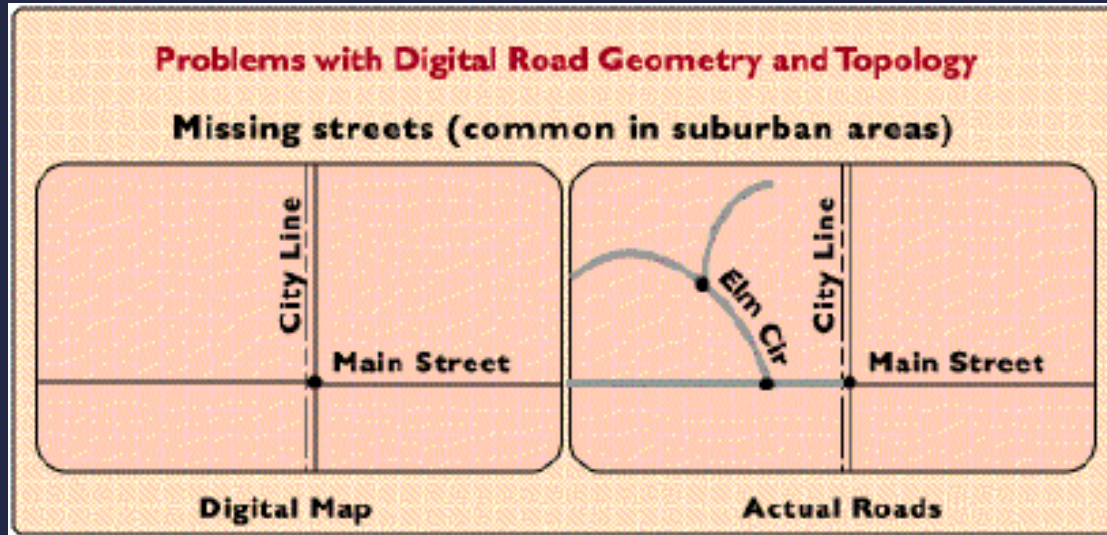 Problems with Digital Road Geometry and Topology
Missing streets (common in suburban areas)
City Line
Main Street
Digital Map
Elm Cir
City Line
Main Street
Actual Roads